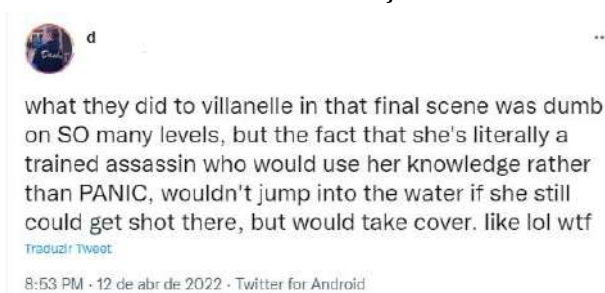 d
what they did to villanelle in that final scene was dumb
on SO many levels, but the fact that she's literally a
trained assassin who would use her knowledge rather
than PANIC, wouldn't jump into the water if she still
could get shot there, but would take cover. like lol wtf
Traduzir Tweet
8:53 PM · 12 de abr de 2022 · Twitter for Android